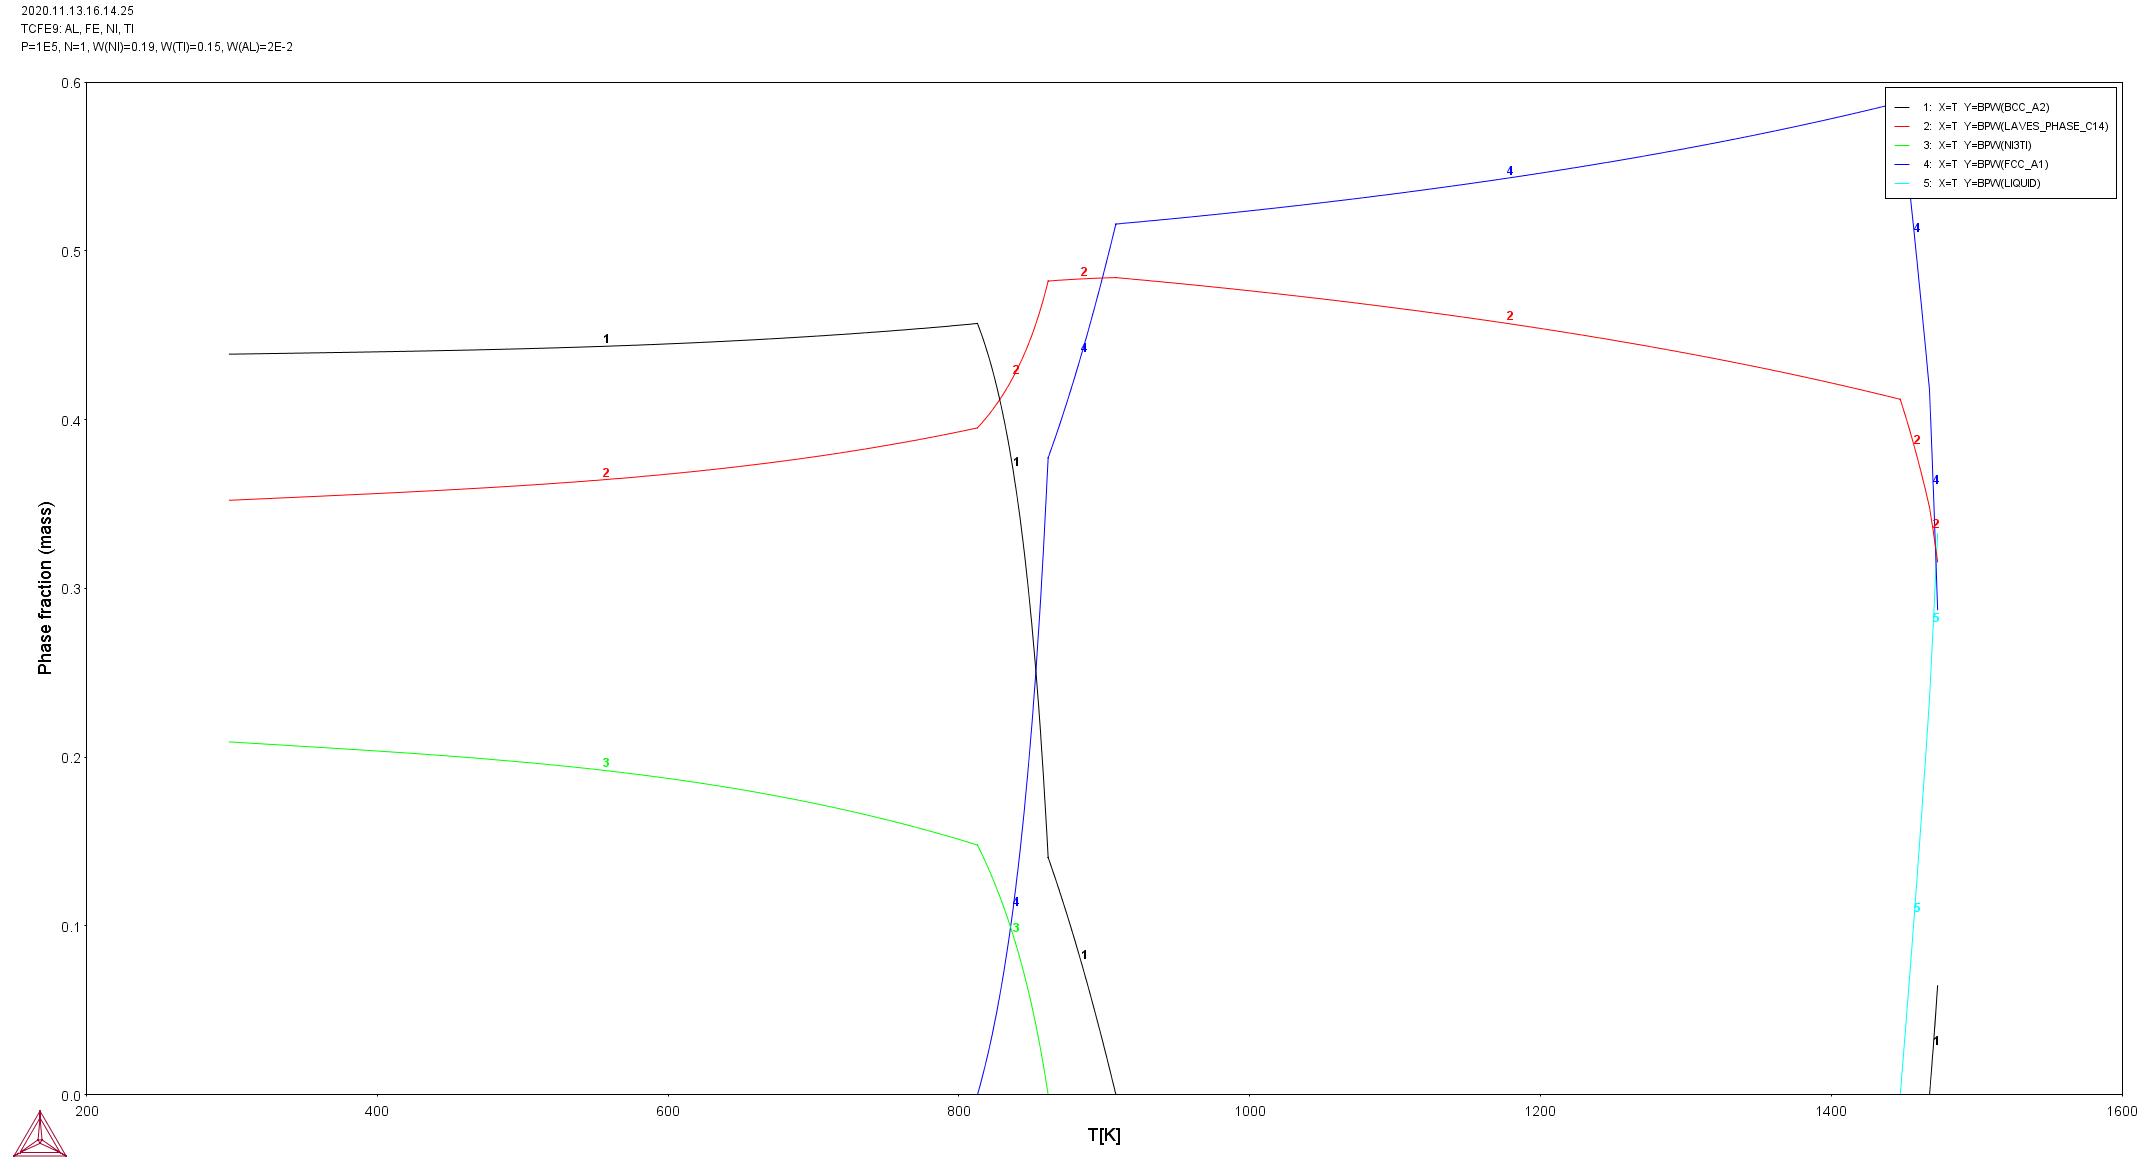 2020.11.13.16.14.25
TCFE9: AL, FE, NI, TI
P=1E5, N=1, W(NI)=0.19, W(TI)=0.15, W(AL)=2E-2
0.6
0.5
0.4
0.3
0.2
0.1
0.0
Phase fraction (mass)
200 400 600 800 1000 1200 1400 1600
T[K]
1: X=T Y=BPW(BCC_A2)
2: X=T Y=BPW(LAVES_PHASE_C14)
3: X=T Y=BPW(NI3TI)
4: X=T Y=BPW(FCC_A1)
5: X=T Y=BPW(LIQUID)
4
4
2
1
2
4
2
2
1
4
2
1
2
5
3
4
3
5
1
1